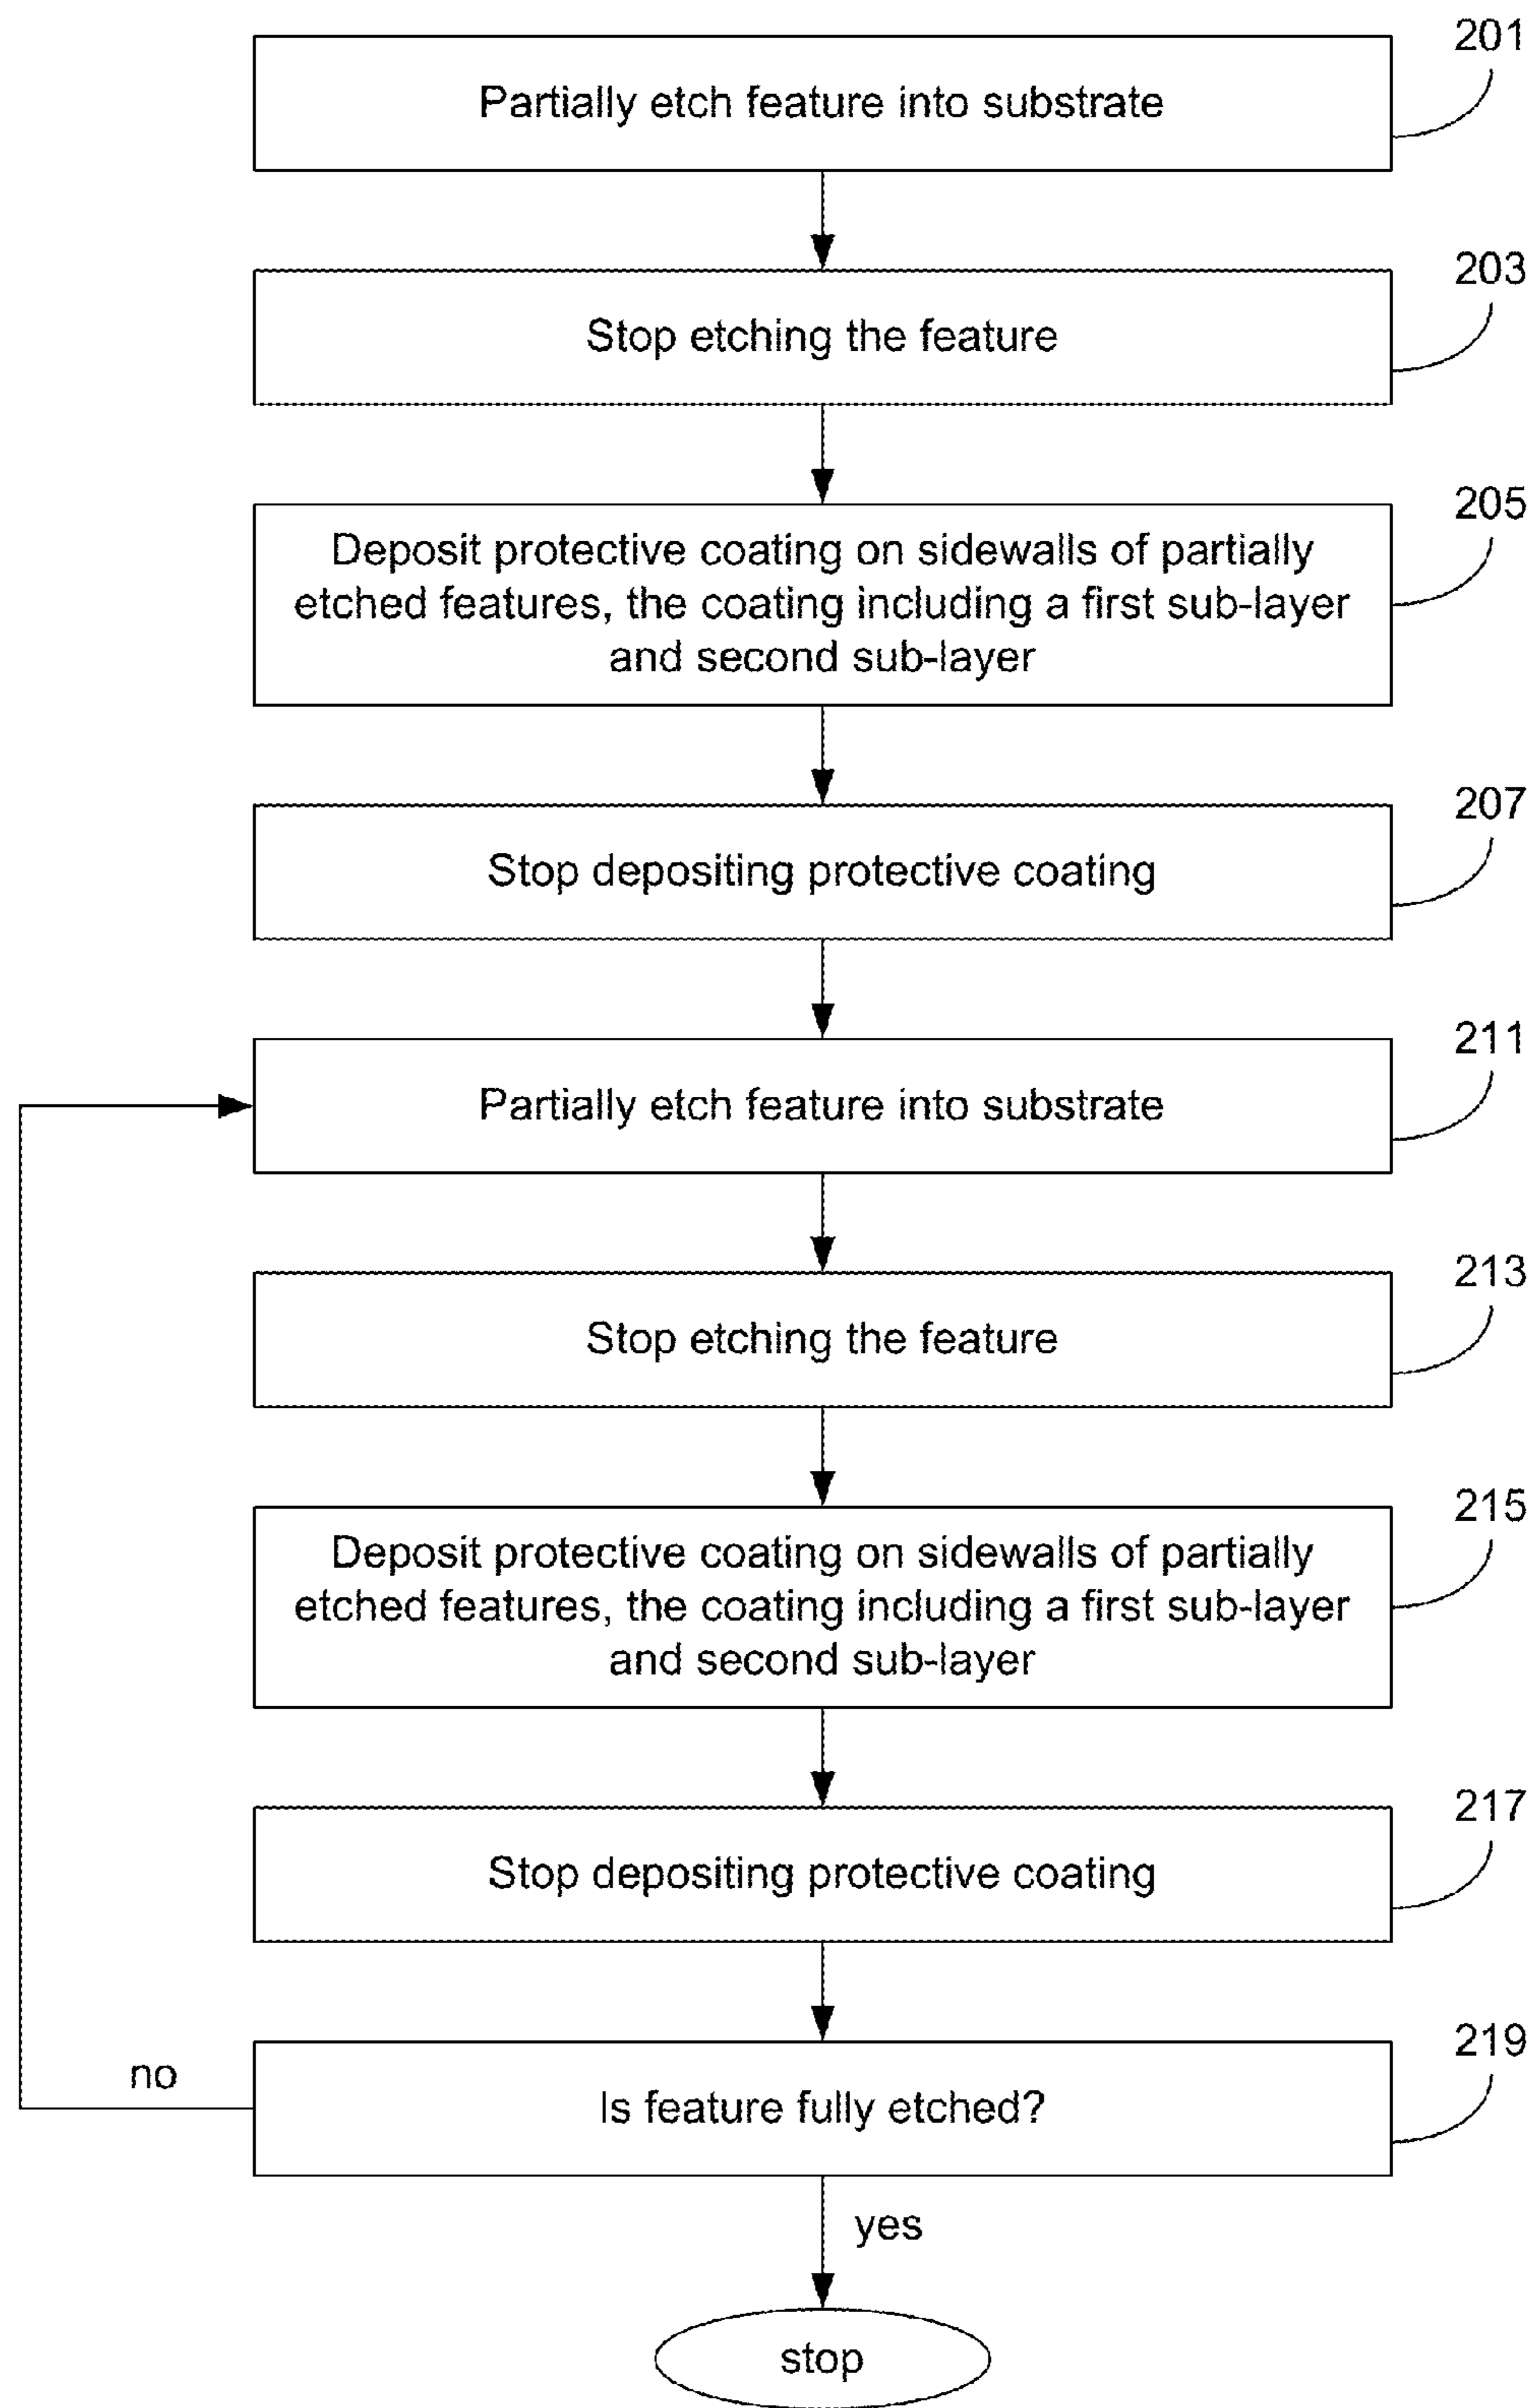 201
Partially etch feature into substrate
203
Stop etching the feature
205
Deposit protective coating on sidewalls of partially
etched features, the coating including a first sub-layer
and second sub-layer
207
Stop depositing protective coating
211
Partially etch feature into substrate
213
Stop etching the feature
215
Deposit protective coating on sidewalls of partially
etched features, the coating including a first sub-layer
and second sub-layer
217
Stop depositing protective coating
219
no
Is feature fully etched?
yes
stop